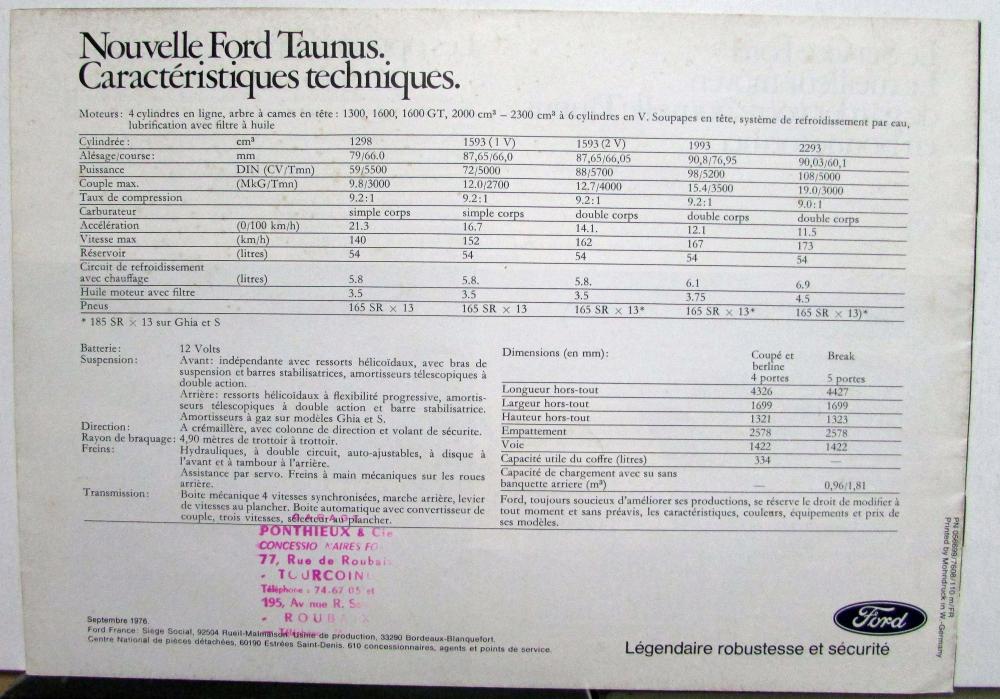 Nouvelle Ford Taunus.
Caractéristiques techniques.
Moteurs: 4 cylindres en ligne, arbre à cames en tête: 1300, 1600, 1600 GT, 2000 cm³ – 2300 cm³ à 6 cylindres en V. Soupapes en tête, système de refroidissement par eau,
lubrification avec filtre à huile
Cylindrée: cm³ 1298 1593 (1 V) 1593 (2 V) 1993 2293
Alésage/course: mm 79/66.0 87,65/66,0 87,65/66,05 90,8/76,95 90,03/60,1
Puissance DIN (CV/Tmn) 59/5500 72/5000 88/5700 98/5200 108/5000
Couple max. (MkG/Tmn) 9.8/3000 12.0/2700 12.7/4000 15.4/3500 19.0/3000
Taux de compression 9.2:1 9.2:1 9.2:1 9.2:1 9.0:1
Carburateur simple corps simple corps double corps double corps double corps
Accélération (0/100 km/h) 21.3 16.7 14.1. 12.1 11.5
Vitesse max (km/h) 140 152 162 167 173
Réservoir (litres) 54 54 54 54 54
Circuit de refroidissement
avec chauffage (litres) 5.8 5.8. 5.8. 6.1 6.9
Huile moteur avec filtre 3.5 3.5 3.5 3.75 4.5
Pneus 165 SR × 13 165 SR × 13 165 SR × 13* 165 SR × 13* 165 SR × 13)*
* 185 SR × 13 sur Ghia et S
Batterie: 12 Volts
Suspension: Avant: indépendante avec ressorts hélicoïdaux, avec bras de
suspension et barres stabilisatrices, amortisseurs télescopiques à
double action.
Arrière: ressorts hélicoïdaux à flexibilité progressive, amortis-
seurs télescopiques à double action et barre stabilisatrice.
Amortisseurs à gaz sur modèles Ghia et S.
Direction: A crémaillère, avec colonne de direction et volant de sécurite.
Rayon de braquage: 4,90 mètres de trottoir à trottoir.
Freins: Hydrauliques, à double circuit, auto-ajustables, à disque à
l'avant et à tambour à l'arrière.
Assistance par servo. Freins à main mécaniques sur les roues
arrière.
Transmission: Boite mécanique 4 vitesses synchronisées, marche arrière, levier
de vitesses au plancher. Boite automatique avec convertisseur de
couple, trois vitesses, sélecteur au plancher.
Dimensions (en mm): Coupé et Break
berline
4 portes 5 portes
Longueur hors-tout 4326 4427
Largeur hors-tout 1699 1699
Hauteur hors-tout 1321 1323
Empattement 2578 2578
Voie 1422 1422
Capacité utile du coffre (litres) 334 —
Capacité de chargement avec su sans
banquette arriere (m³) — 0,96/1,81
Ford, toujours soucieux d'améliorer ses productions, se réserve le droit de modifier à
tout moment et sans préavis, les caractéristiques, couleurs, équipements et prix de
ses modèles.
PONTHIEUX & Cie
CONCESSIO NAIRES FO
77, Rue de Roubai
- TOURCOIN
Téléphone: 74-67 05 et
195, Av nue R. S
- ROUBAIX
Septembre 1976.
Ford France: Siège Social, 92504 Rueil-Malmaison. Usine de production, 33290 Bordeaux-Blanquefort.
Centre National de pièces détachées, 60190 Estrées Saint-Denis. 610 concessionnaires, agents et points de service.
Ford
Légendaire robustesse et sécurité
PN 056899/7608/110 m/FR
Printed by Mohndruck in W.-Germany